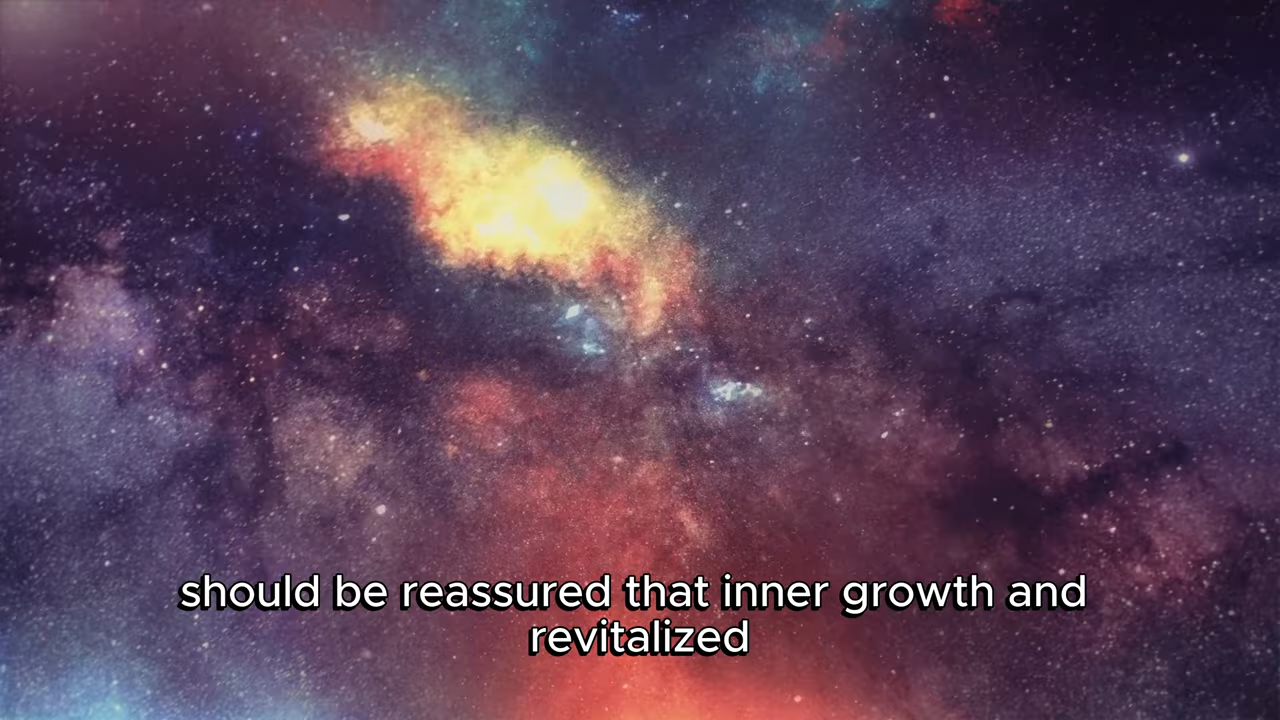 should be reassured that inner growth and
revitalized